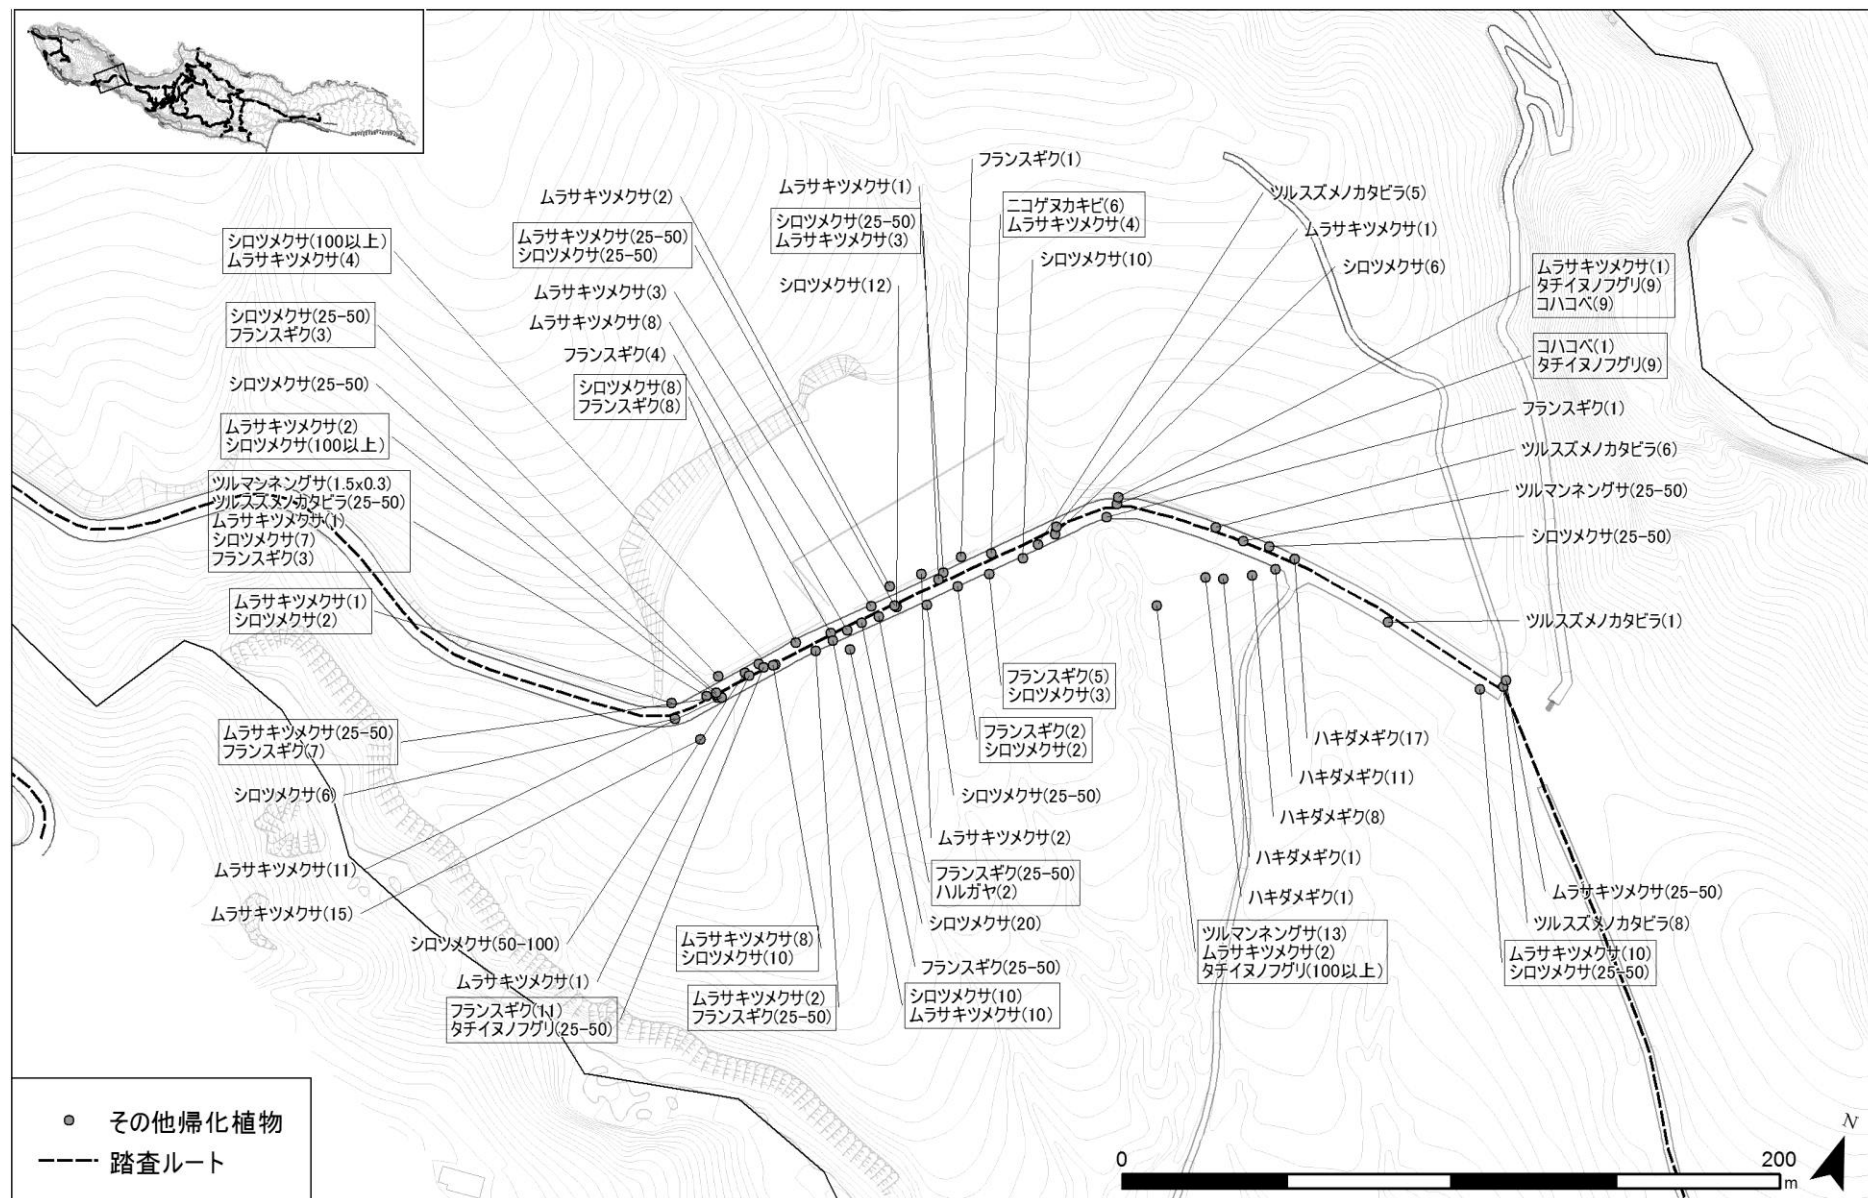 フランスギク(1)
ムラサキツメクサ(1)
ムラサキツメクサ(2)
シロツメクサ(25-50)
ムラサキツメクサ(3)
ニコゲヌカキビ(6)
ムラサキツメクサ(4)
ツルスズメノカタビラ(5)
ムラサキツメクサ(1)
シロツメクサ(100以上)
ムラサキツメクサ(4)
ムラサキツメクサ(25-50)
シロツメクサ(25-50)
シロツメクサ(10)
シロツメクサ(6)
ムラサキツメクサ(1)
タチイヌノフグリ(9)
コハコベ(9)
シロツメクサ(12)
ムラサキツメクサ(3)
シロツメクサ(25-50)
フランスギク(3)
ムラサキツメクサ(8)
フランスギク(4)
コハコベ(1)
タチイヌノフグリ(9)
シロツメクサ(25-50)
シロツメクサ(8)
フランスギク(8)
フランスギク(1)
ムラサキツメクサ(2)
シロツメクサ(100以上)
ツルスズメノカタビラ(6)
ツルマンネングサ(1.5x0.3)
ツルスズメノカタビラ(25-50)
ムラサキツメクサ(1)
シロツメクサ(7)
フランスギク(3)
ツルマンネングサ(25-50)
シロツメクサ(25-50)
ムラサキツメクサ(1)
シロツメクサ(2)
ツルスズメノカタビラ(1)
フランスギク(5)
シロツメクサ(3)
ムラサキツメクサ(25-50)
フランスギク(7)
フランスギク(2)
シロツメクサ(2)
ハキダメギク(17)
ハキダメギク(11)
シロツメクサ(6)
シロツメクサ(25-50)
ハキダメギク(8)
ムラサキツメクサ(2)
ハキダメギク(1)
ムラサキツメクサ(11)
フランスギク(25-50)
ハルガヤ(2)
ハキダメギク(1)
ムラサキツメクサ(25-50)
ムラサキツメクサ(15)
シロツメクサ(20)
ツルスズメノカタビラ(8)
シロツメクサ(50-100)
ムラサキツメクサ(8)
シロツメクサ(10)
ツルマンネングサ(13)
ムラサキツメクサ(2)
タチイヌノフグリ(100以上)
ムラサキツメクサ(10)
シロツメクサ(25-50)
フランスギク(25-50)
ムラサキツメクサ(1)
ムラサキツメクサ(2)
フランスギク(25-50)
シロツメクサ(10)
ムラサキツメクサ(10)
フランスギク(11)
タチイヌノフグリ(25-50)
その他帰化植物
踏査ルート
0
200
m
N